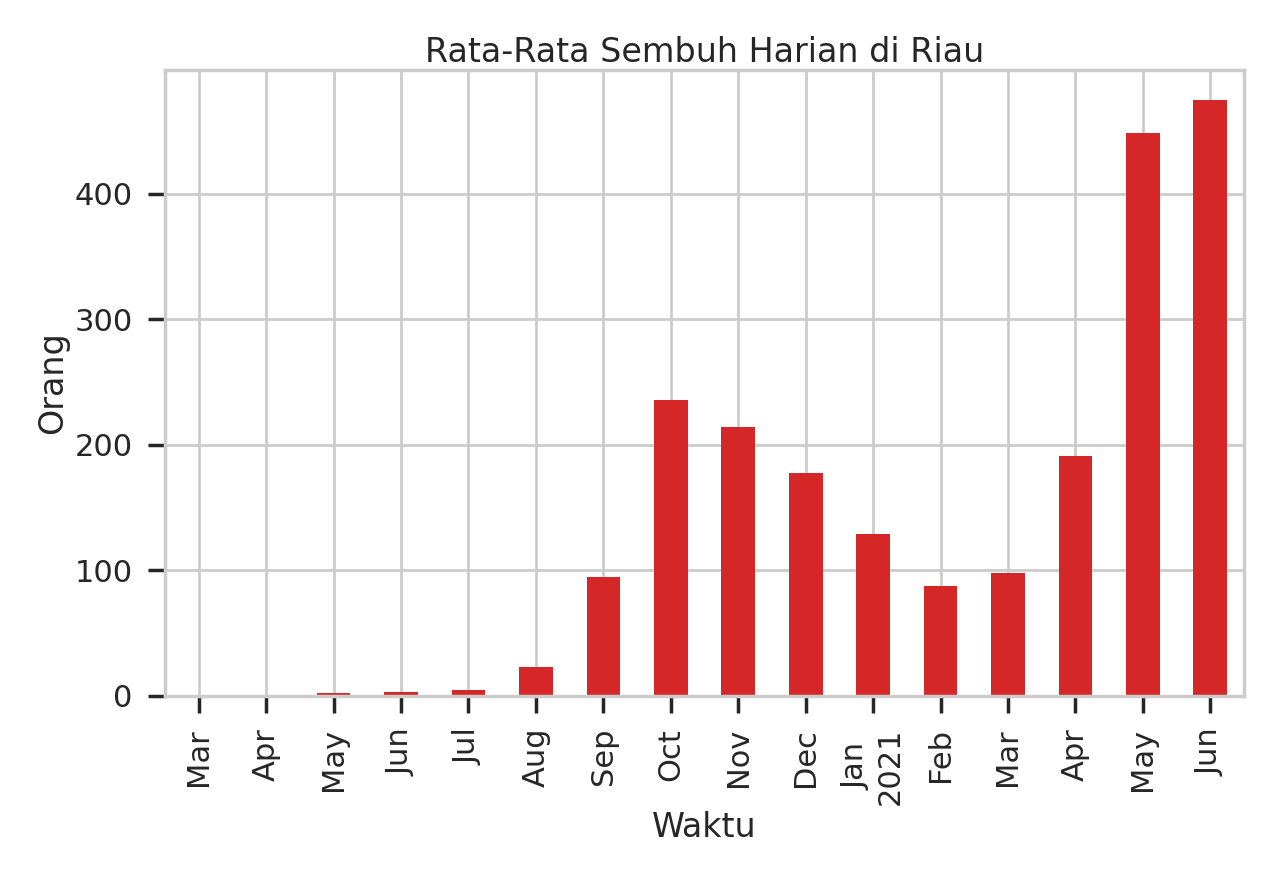 Rata-Rata Sembuh Harian di Riau
Orang
400
300
200
100
0
Mar
Apr
May
Jun
Jul
Aug
Sep
Oct
Nov
Dec
Jan
2021
Feb
Mar
Apr
May
Jun
Waktu